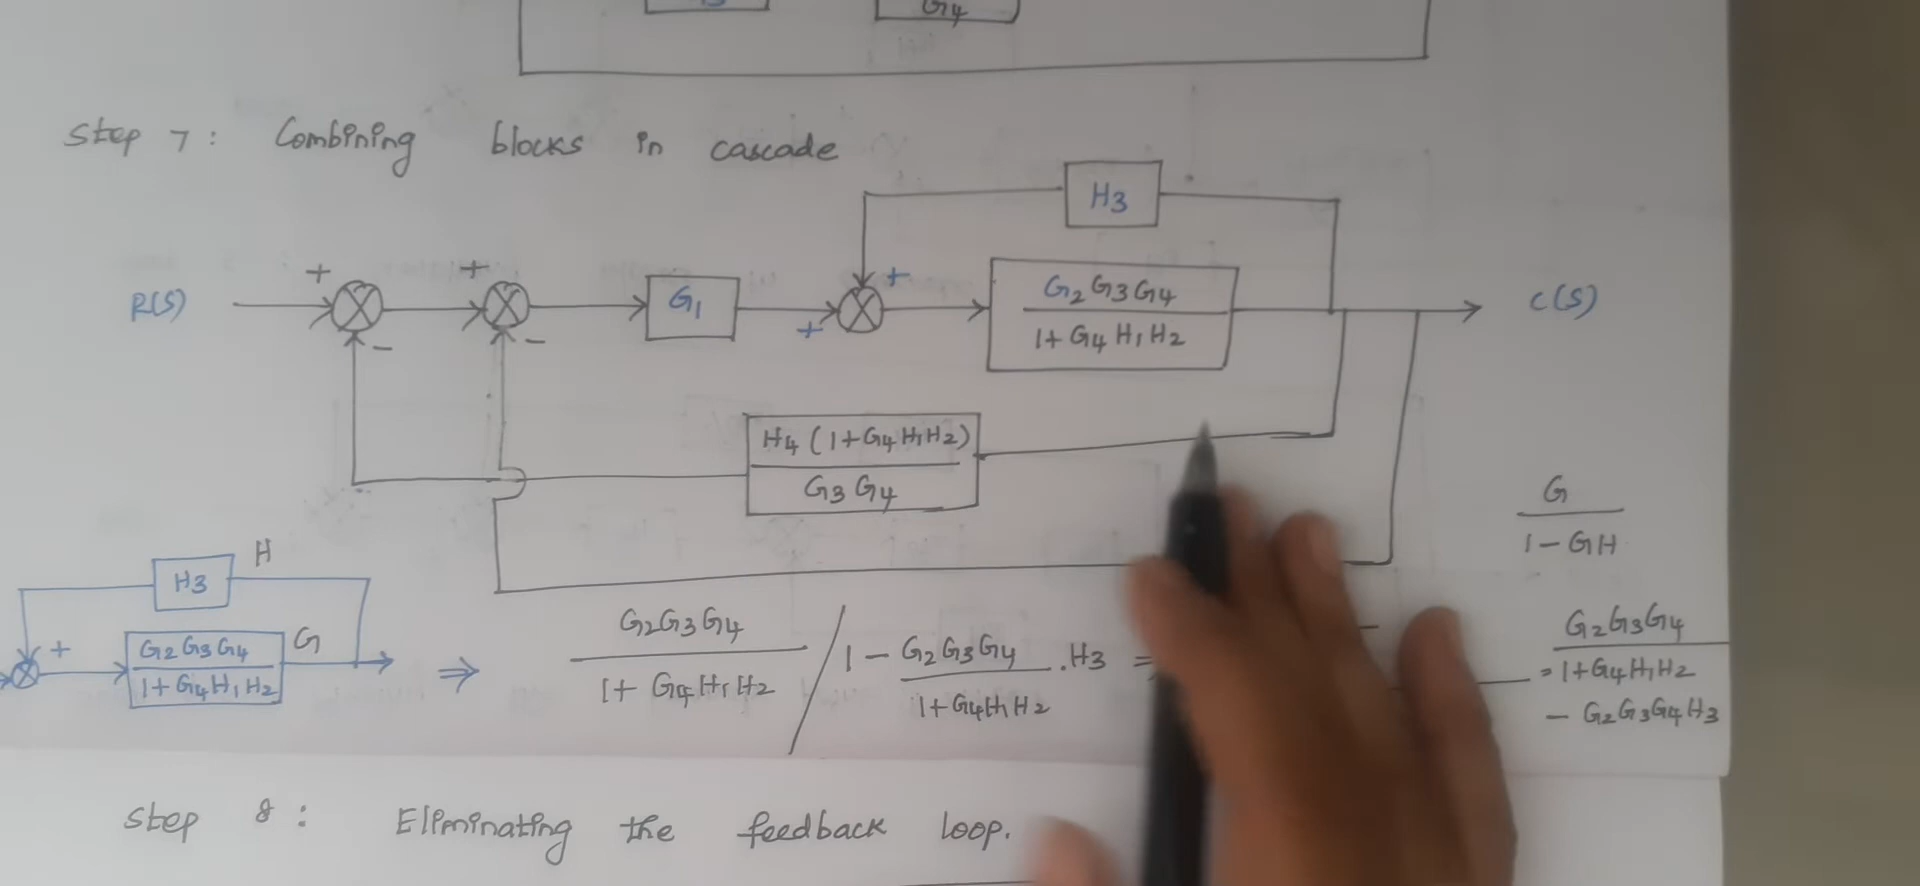 G4
Step 7: Combining blocks in cascade
H3
R(S) + + G1 + + G2G3G4 / 1+G4H1H2 C(S)
- -
H4(1+G4H1H2) / G3G4
G / 1-GH
H3 H
+ G2G3G4 / 1+G4H1H2 G ⇒ G2G3G4 / 1+G4H1H2 / 1 - G2G3G4 / 1+G4H1H2 .H3 = G2G3G4 / = 1+G4H1H2
- G2G3G4H3
Step 8: Eliminating the feedback loop.